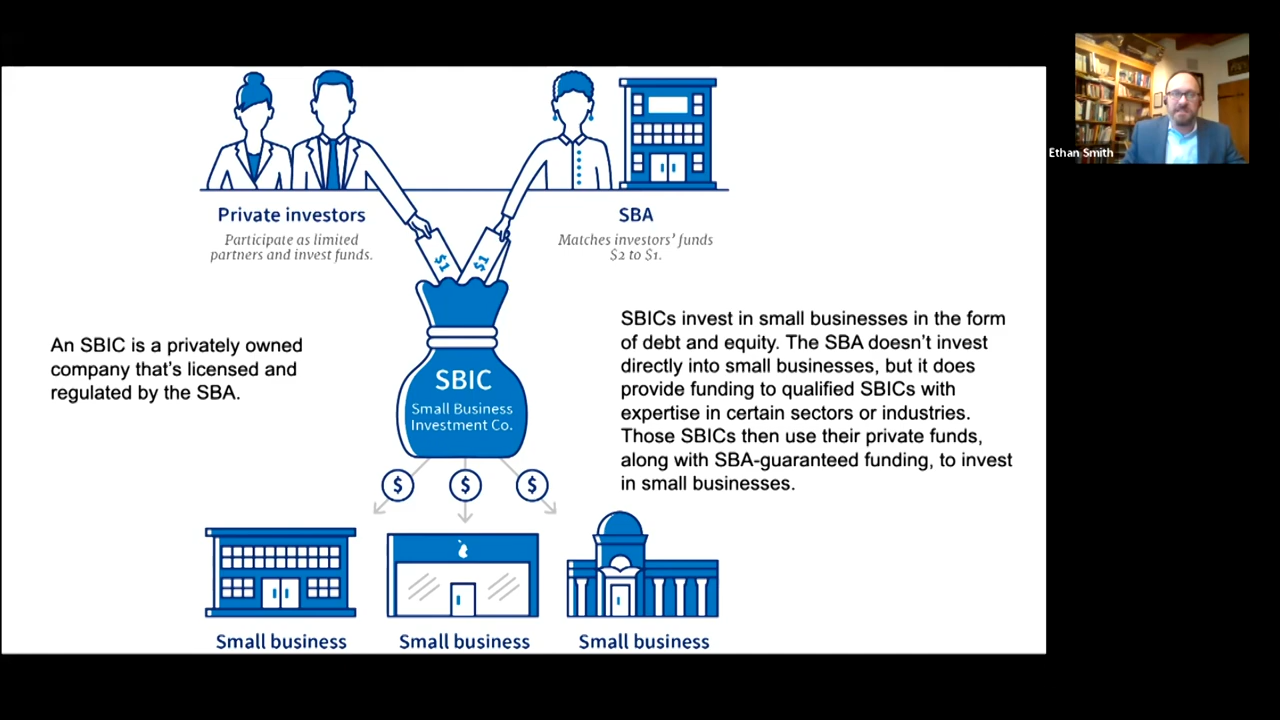 Ethan Smith
Private investors
Participate as limited
partners and invest funds.
SBA
Matches investors' funds
$2 to $1.
$1
$1
An SBIC is a privately owned
company that's licensed and
regulated by the SBA.
SBIC
Small Business
Investment Co.
SBICs invest in small businesses in the form
of debt and equity. The SBA doesn't invest
directly into small businesses, but it does
provide funding to qualified SBICs with
expertise in certain sectors or industries.
Those SBICs then use their private funds,
along with SBA-guaranteed funding, to invest
in small businesses.
$
$
$
Small business
Small business
Small business